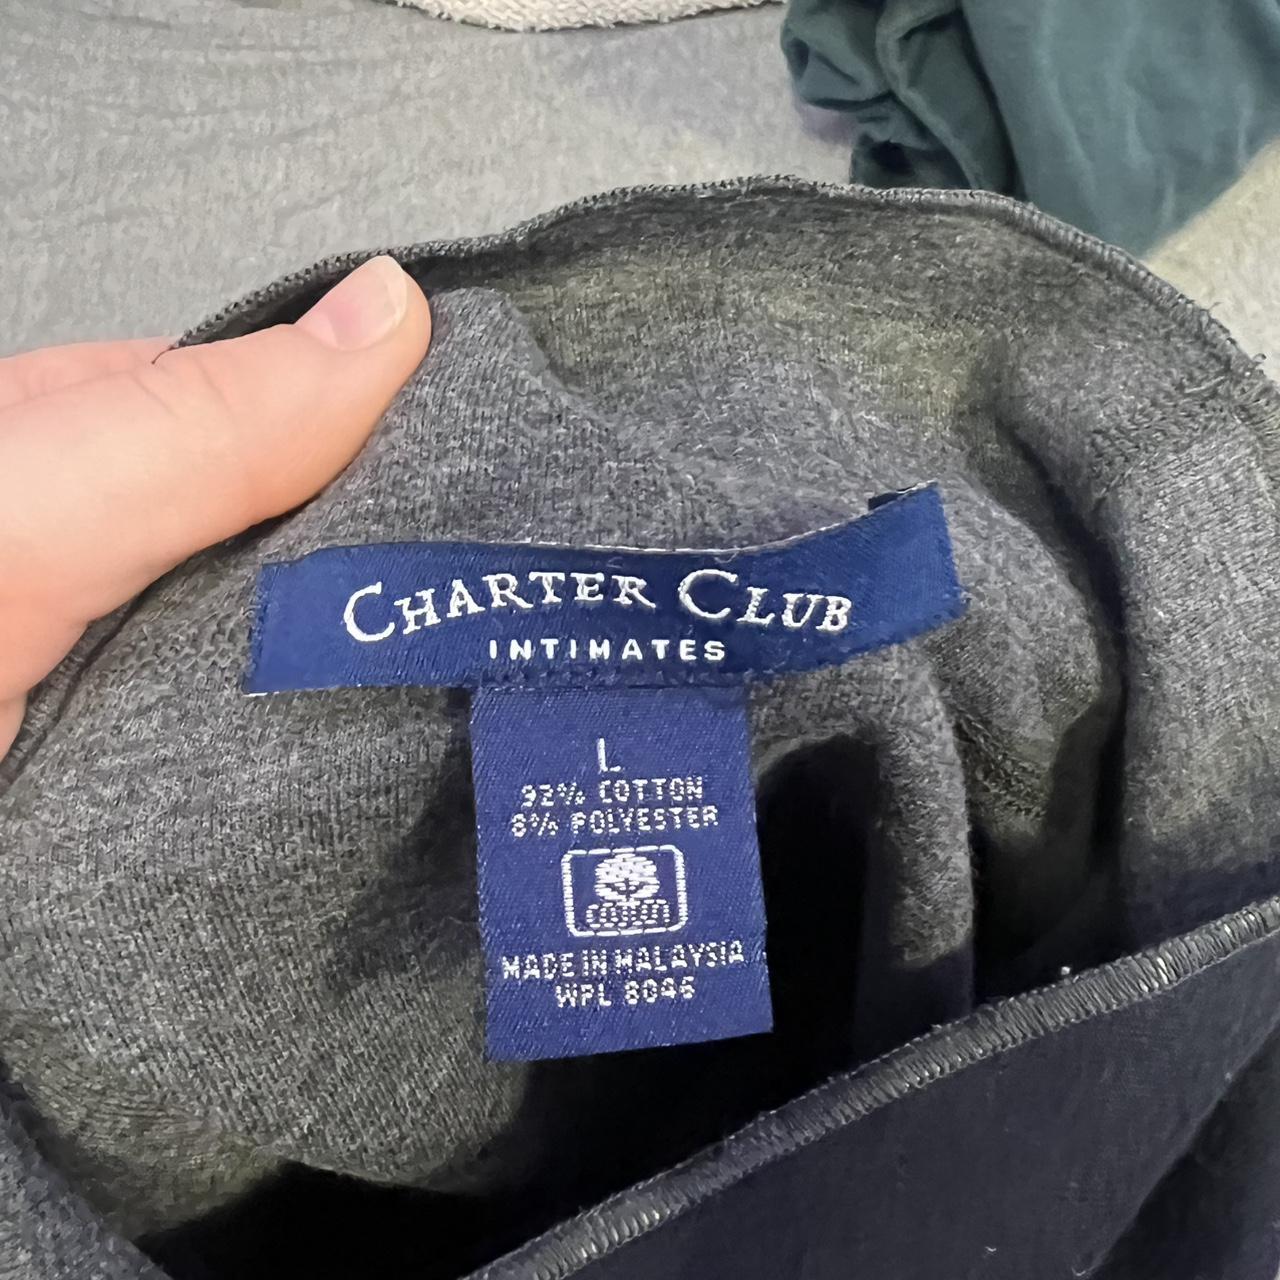 CHARTER CLUB
INTIMATES
L
92% COTTON
8% POLYESTER
MADE IN MALAYSIA
WPL 8046